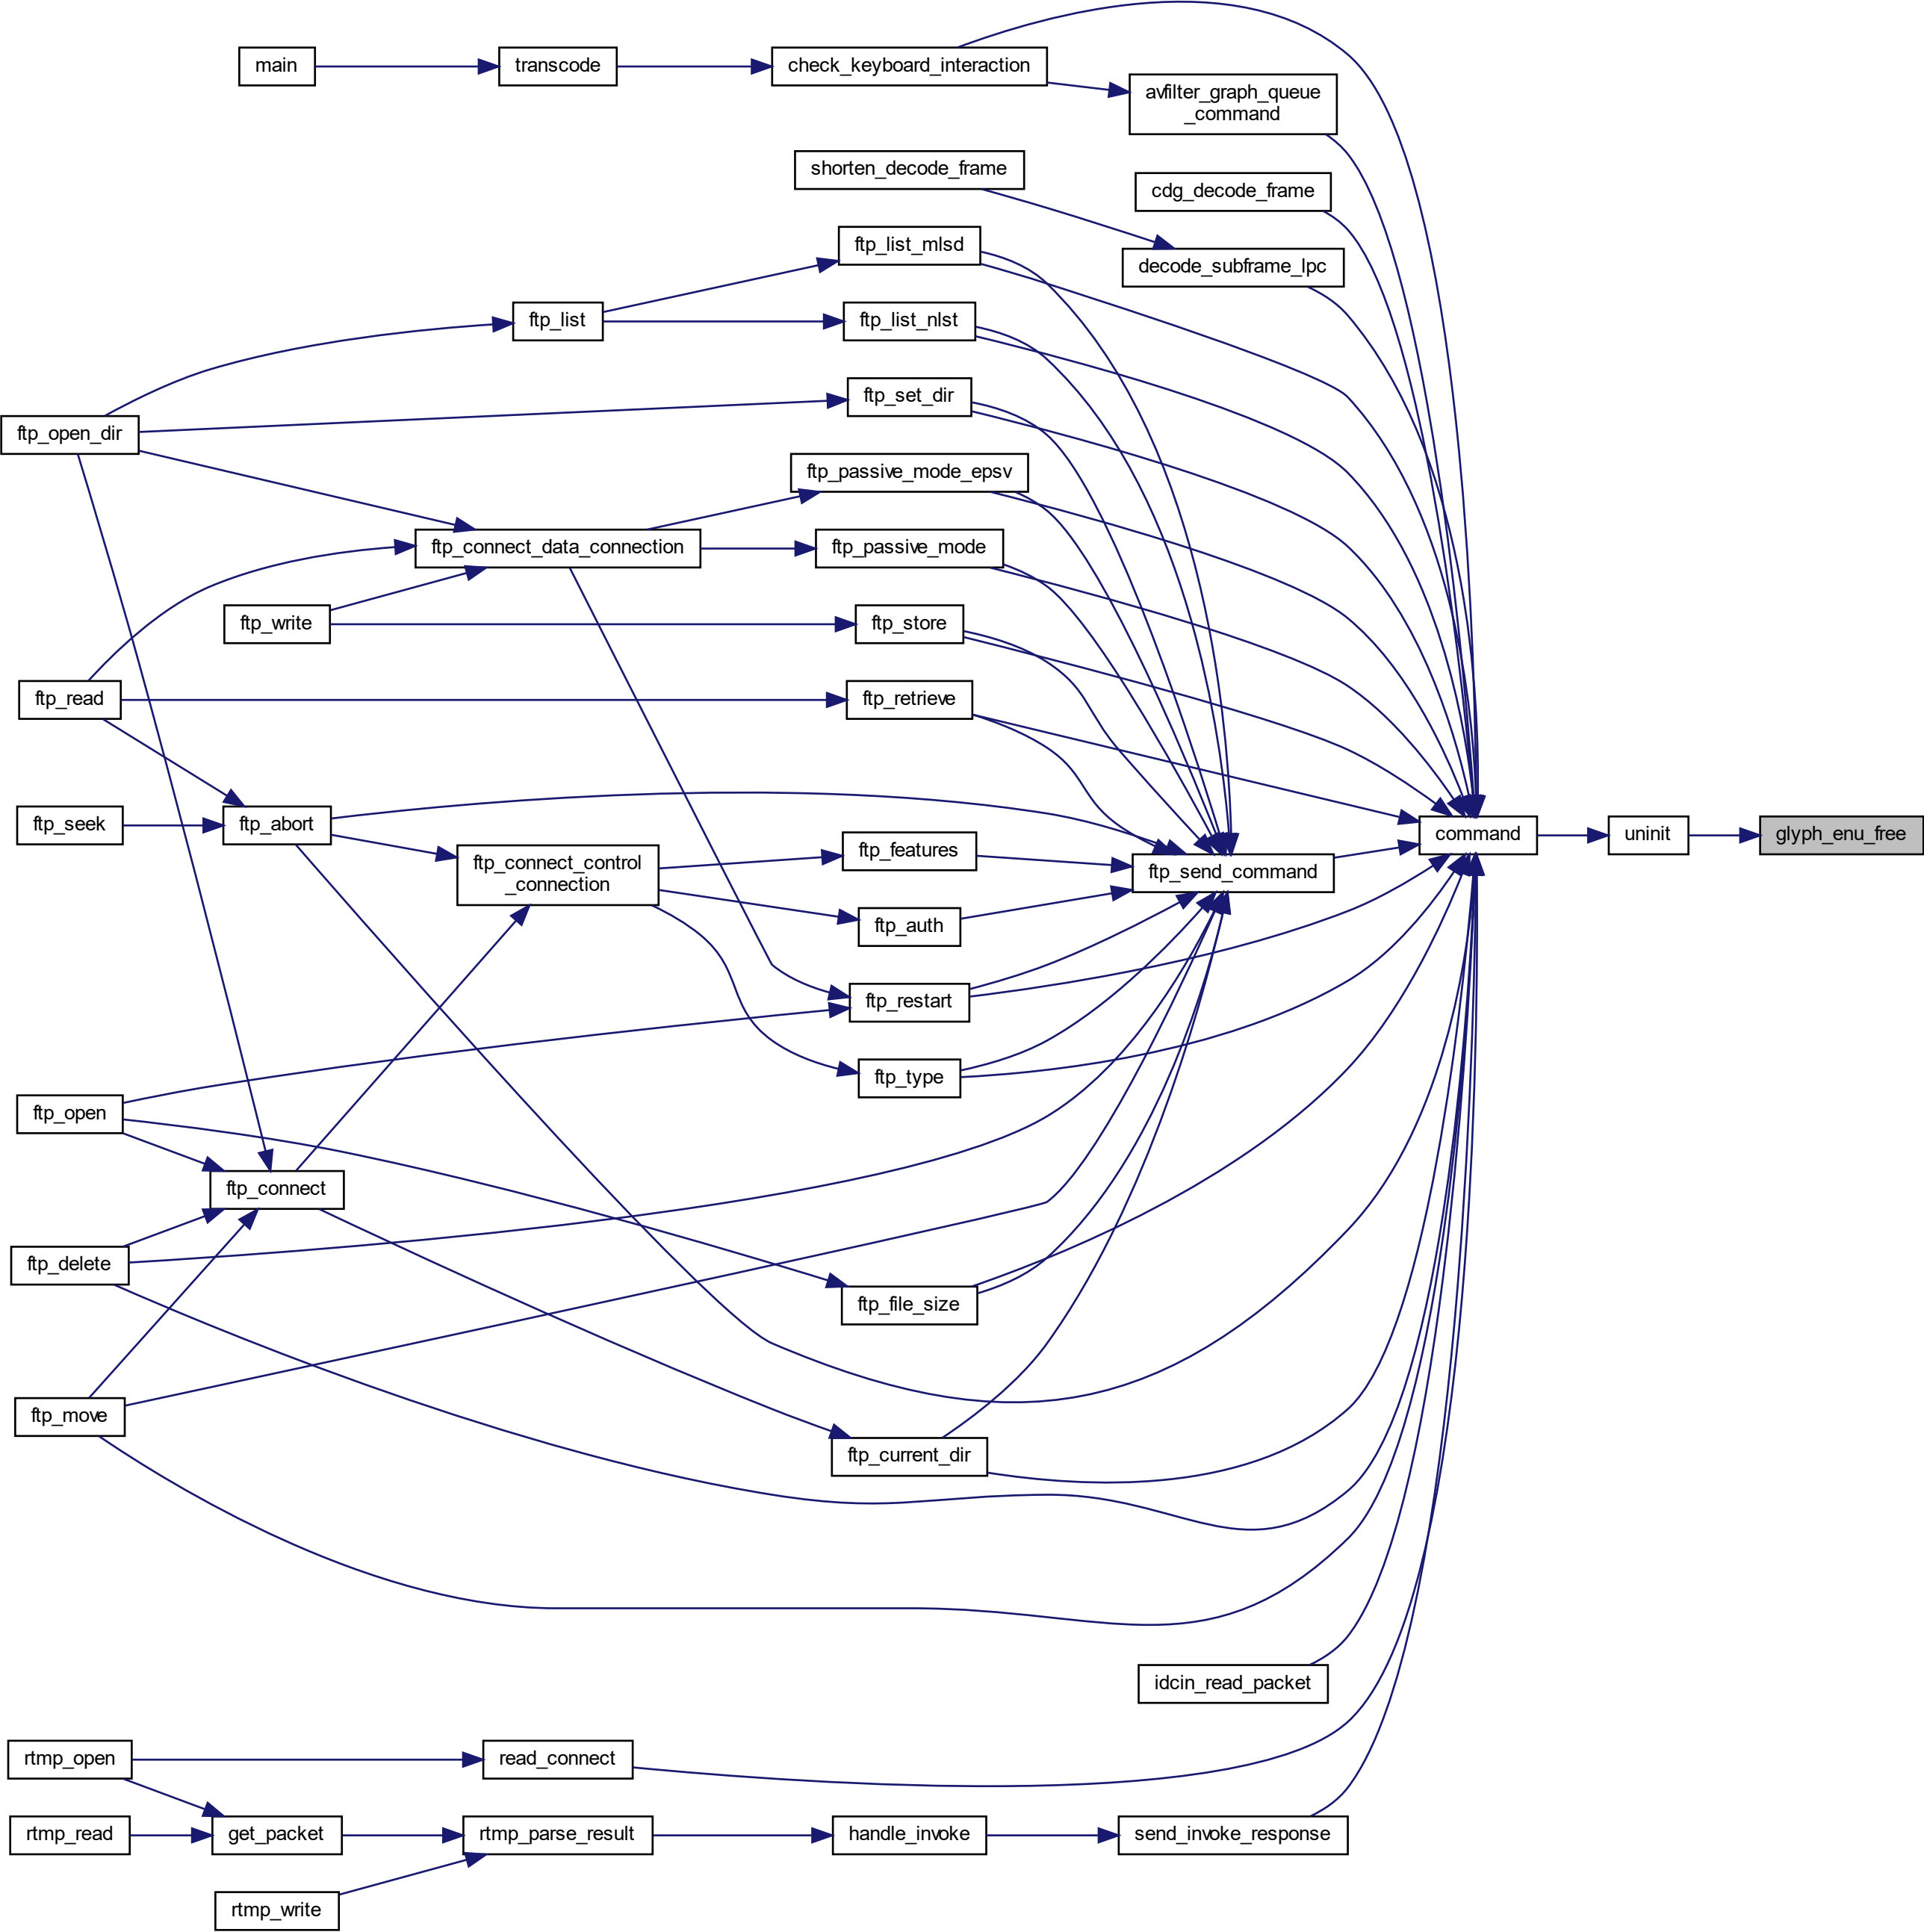 main
transcode
check_keyboard_interaction
avfilter_graph_queue
_command
shorten_decode_frame
cdg_decode_frame
ftp_list_mlsd
decode_subframe_lpc
ftp_list
ftp_list_nlst
ftp_set_dir
ftp_open_dir
ftp_passive_mode_epsv
ftp_connect_data_connection
ftp_passive_mode
ftp_write
ftp_store
ftp_read
ftp_retrieve
ftp_seek
ftp_abort
ftp_connect_control
_connection
ftp_features
ftp_send_command
command
uninit
glyph_enu_free
ftp_auth
ftp_restart
ftp_type
ftp_open
ftp_connect
ftp_delete
ftp_file_size
ftp_move
ftp_current_dir
idcin_read_packet
rtmp_open
read_connect
rtmp_read
get_packet
rtmp_parse_result
handle_invoke
send_invoke_response
rtmp_write